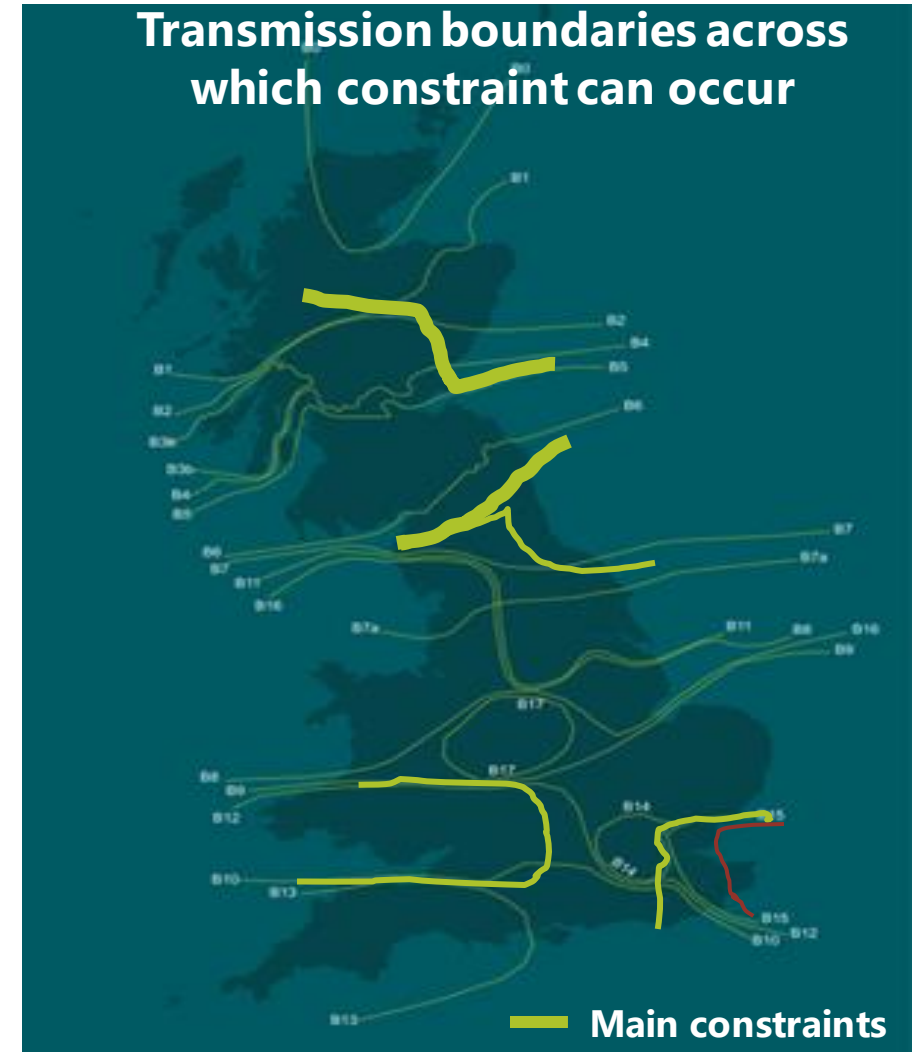 Transmission boundaries across
which constraint can occur
B1
B2
B4
B5
B1
B2
B6
B3b
B4
B5
B7
B6
B7
B7a
B11
B16
B7a
B11
B8
B16
B9
B17
B17
B8
B9
B14
B12
B15
B14
B10
B13
B15
B12
B10
B13
Main constraints